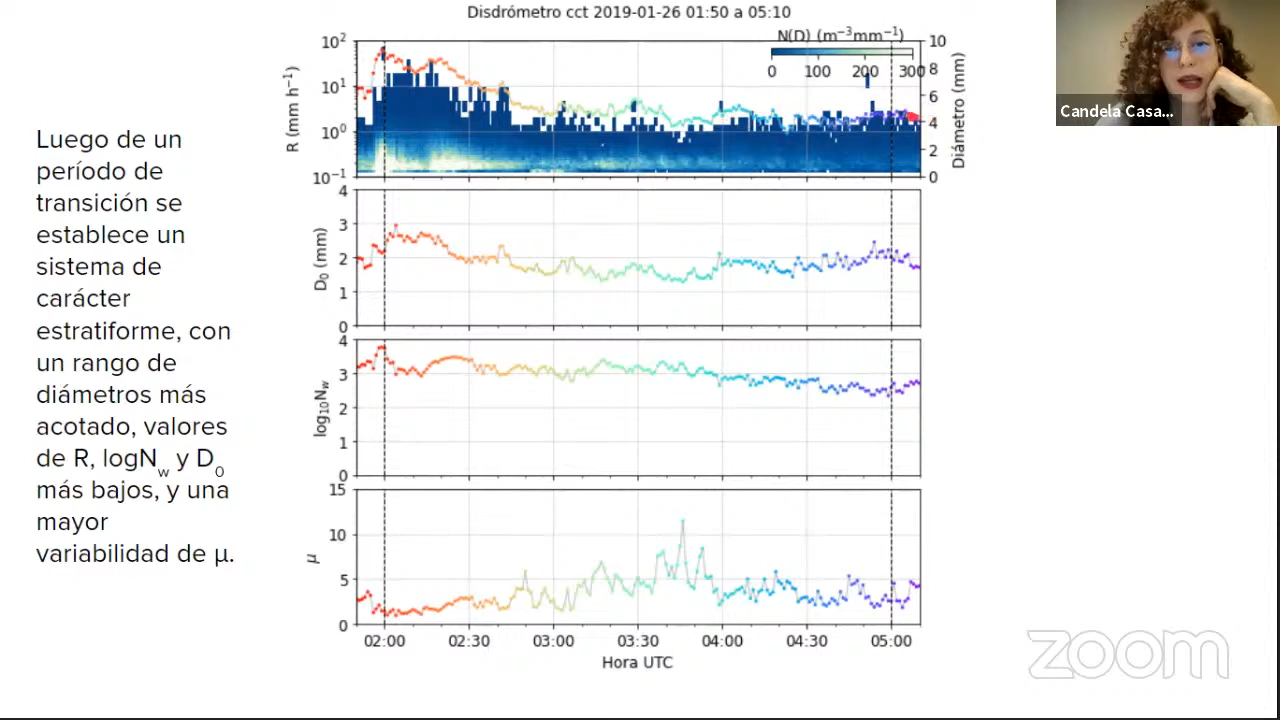 Disdrómetro cct 2019-01-26 01:50 a 05:10
N(D) (m⁻³mm⁻¹)
0 100 200 300
R (mm h⁻¹)
10²
10¹
10⁰
10⁻¹
10
8
6
4
2
0
Diámetro (mm)
Candela Casa...
Luego de un
período de
transición se
establece un
sistema de
carácter
estratiforme, con
un rango de
diámetros más
acotado, valores
de R, logN_w y D₀
más bajos, y una
mayor
variabilidad de μ.
D₀ (mm)
4
3
2
1
0
log₁₀N_w
4
3
2
1
0
μ
15
10
5
0
02:00 02:30 03:00 03:30 04:00 04:30 05:00
Hora UTC
zoom